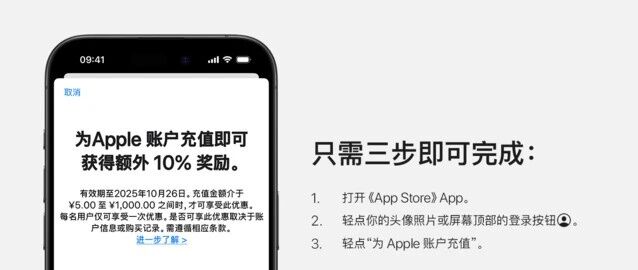 09:41
取消
为Apple 账户充值即可
获得额外 10% 奖励。
有效期至2025年10月26日。充值金额介于
¥5.00 至 ¥1,000.00 之间时，才可享受此优惠。
每名用户仅可享受一次优惠。是否可享此优惠取决于账
户信息或购买记录。需遵循相应条款。
进一步了解 >
只需三步即可完成：
1. 打开《App Store》App。
2. 轻点你的头像照片或屏幕顶部的登录按钮。
3. 轻点“为 Apple 账户充值”。